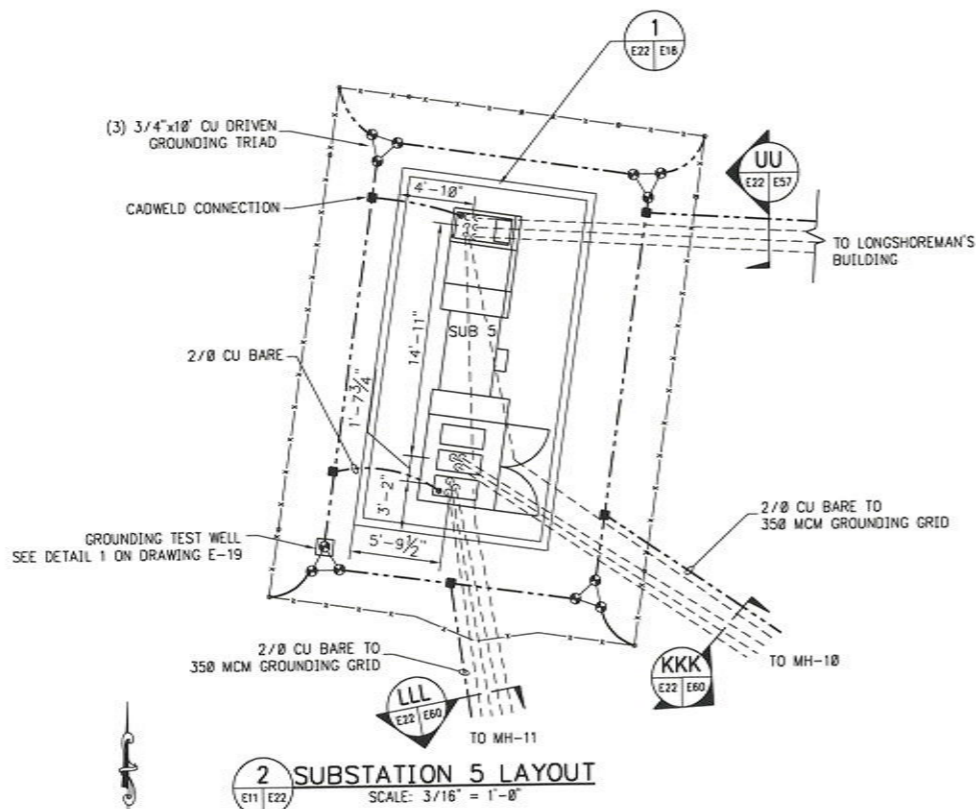 1
E22 E18
(3) 3/4"x10' CU DRIVEN
GROUNDING TRIAD
UU
E22 E57
4'-10"
CADWELD CONNECTION
TO LONGSHOREMAN'S
BUILDING
SUB 5
14'-11"
2/0 CU BARE
1'-7 3/4"
3'-2"
2/0 CU BARE TO
350 MCM GROUNDING GRID
GROUNDING TEST WELL
SEE DETAIL 1 ON DRAWING E-19
5'-9 1/2"
2/0 CU BARE TO
350 MCM GROUNDING GRID
KKK
E22 E60
TO MH-10
LLL
E22 E60
TO MH-11
2
E11 E22
SUBSTATION 5 LAYOUT
SCALE: 3/16" = 1'-0"